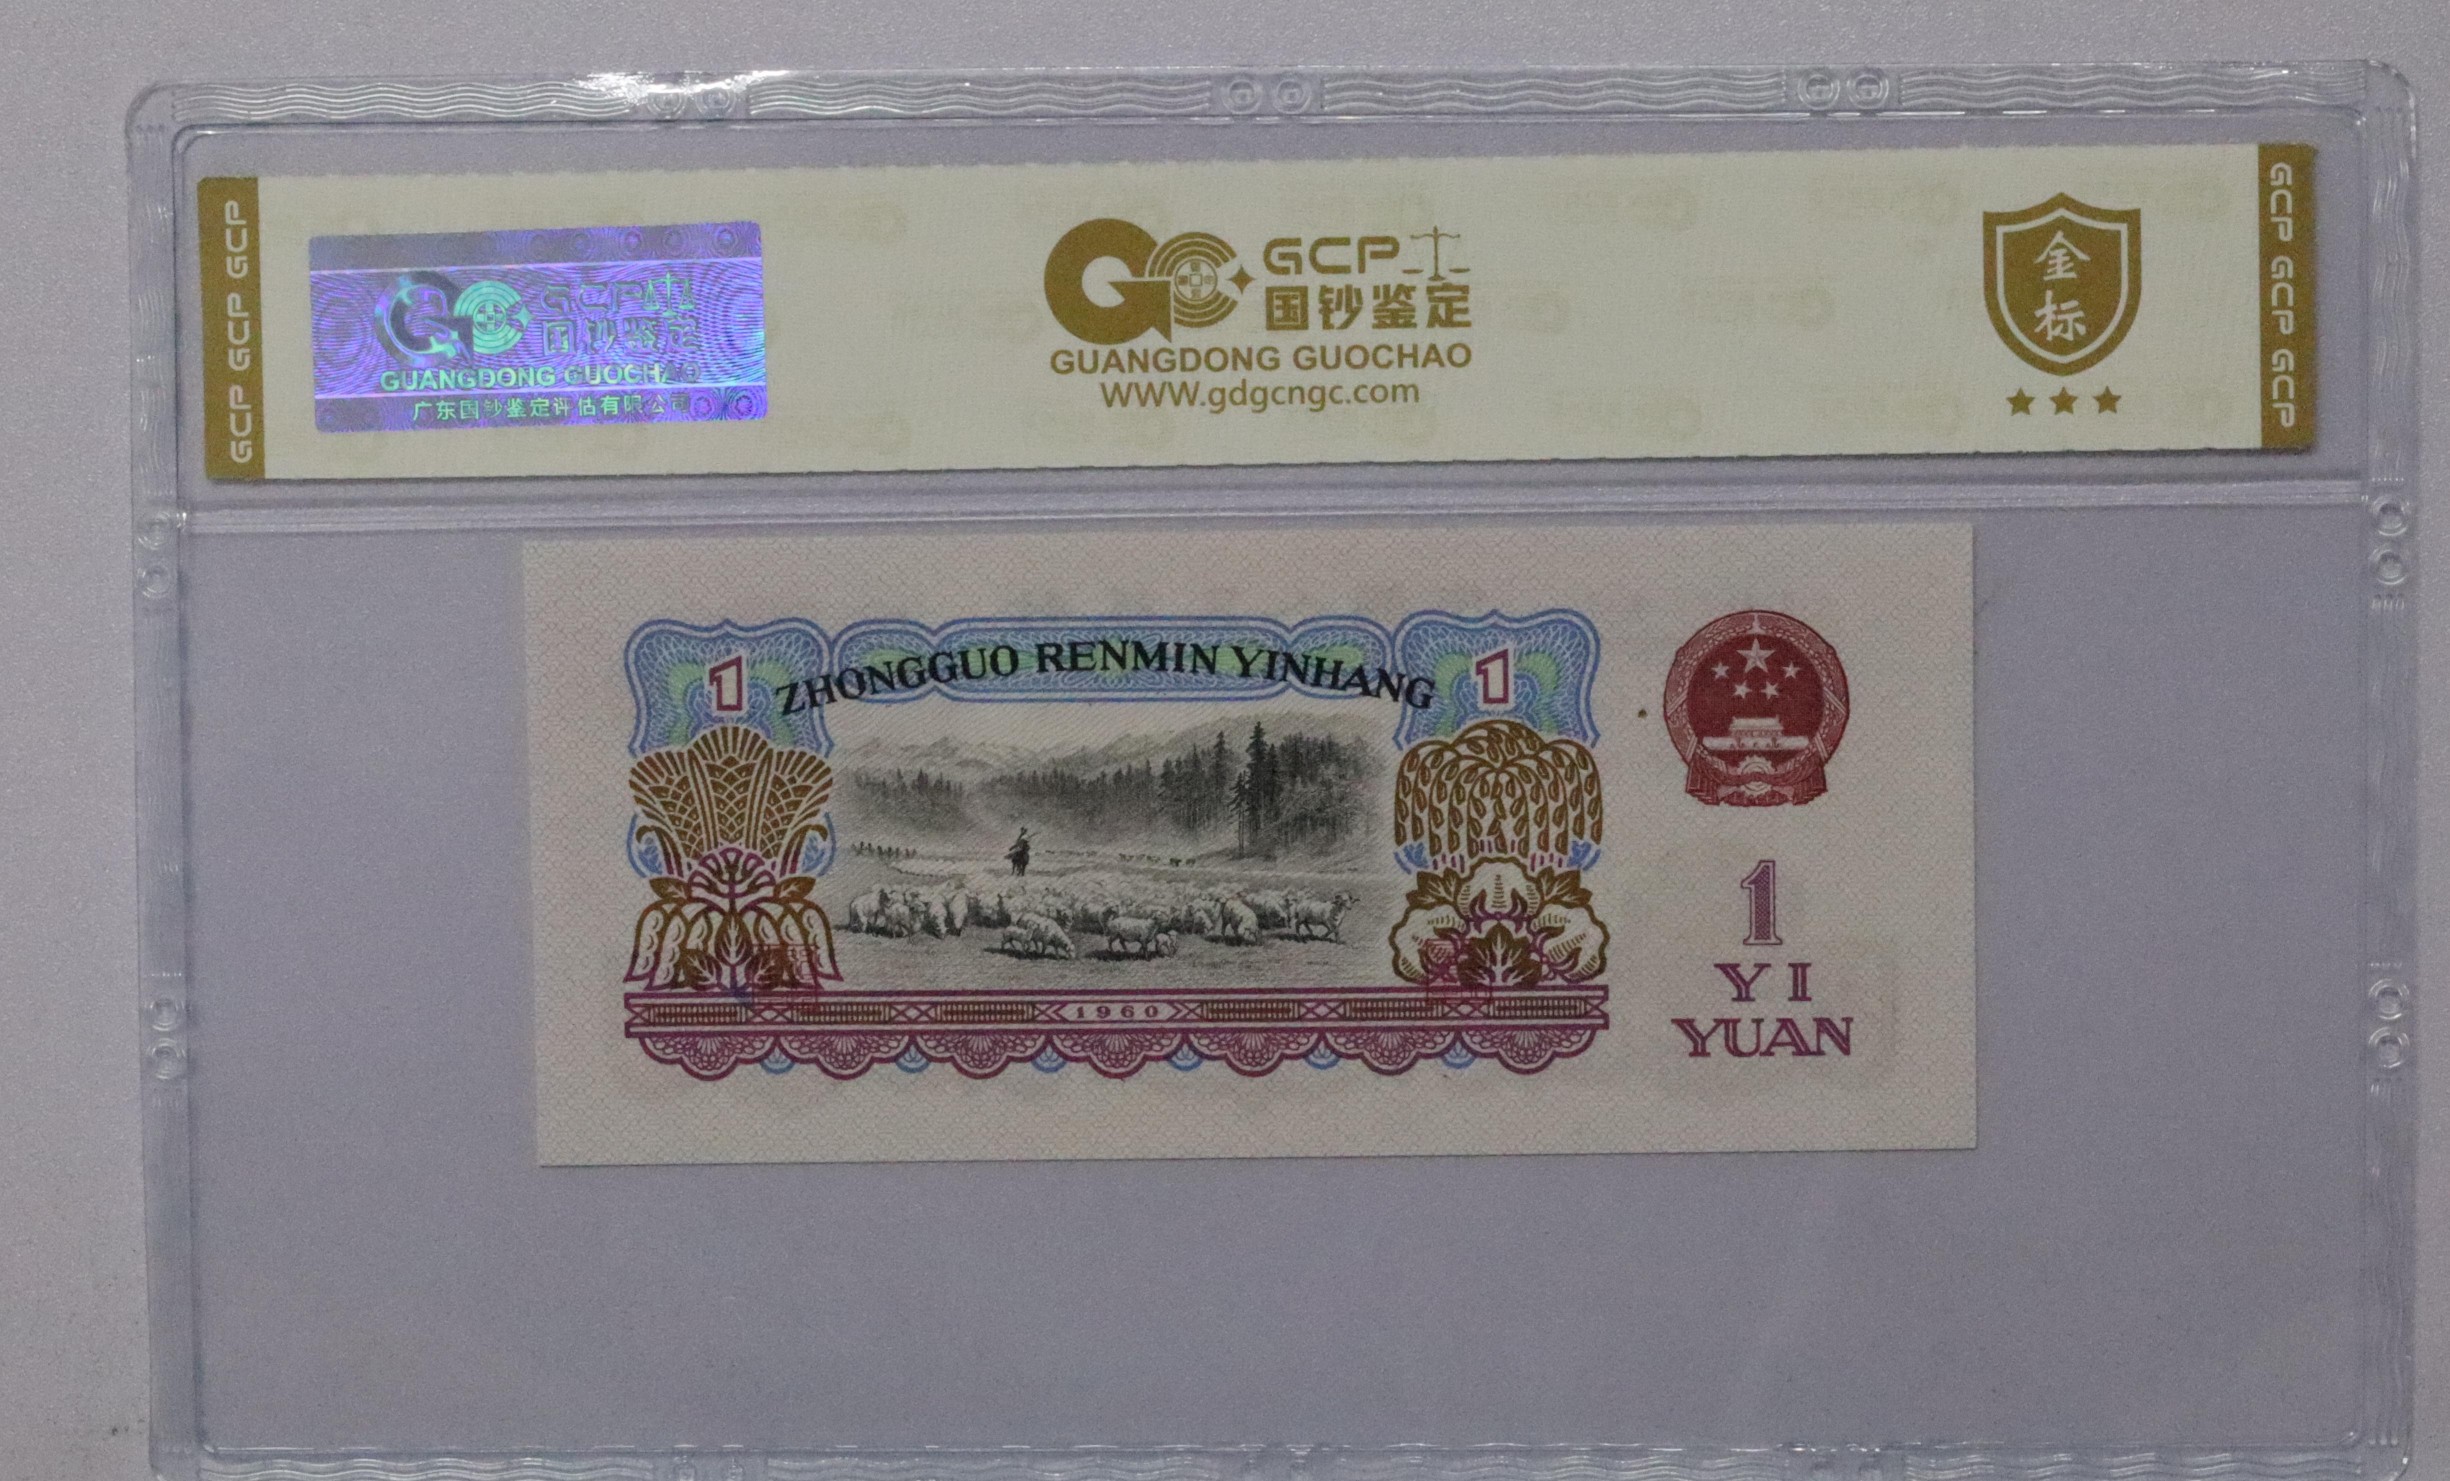 GCP GCP GCP
GCP
国钞鉴定
GUANGDONG GUOCHAO
广东国钞鉴定评估有限公司
GCP
国钞鉴定
GUANGDONG GUOCHAO
WWW.gdgcngc.com
金
标
GCP GCP GCP
1
ZHONGGUO RENMIN YINHANG
1
1960
1
YI
YUAN